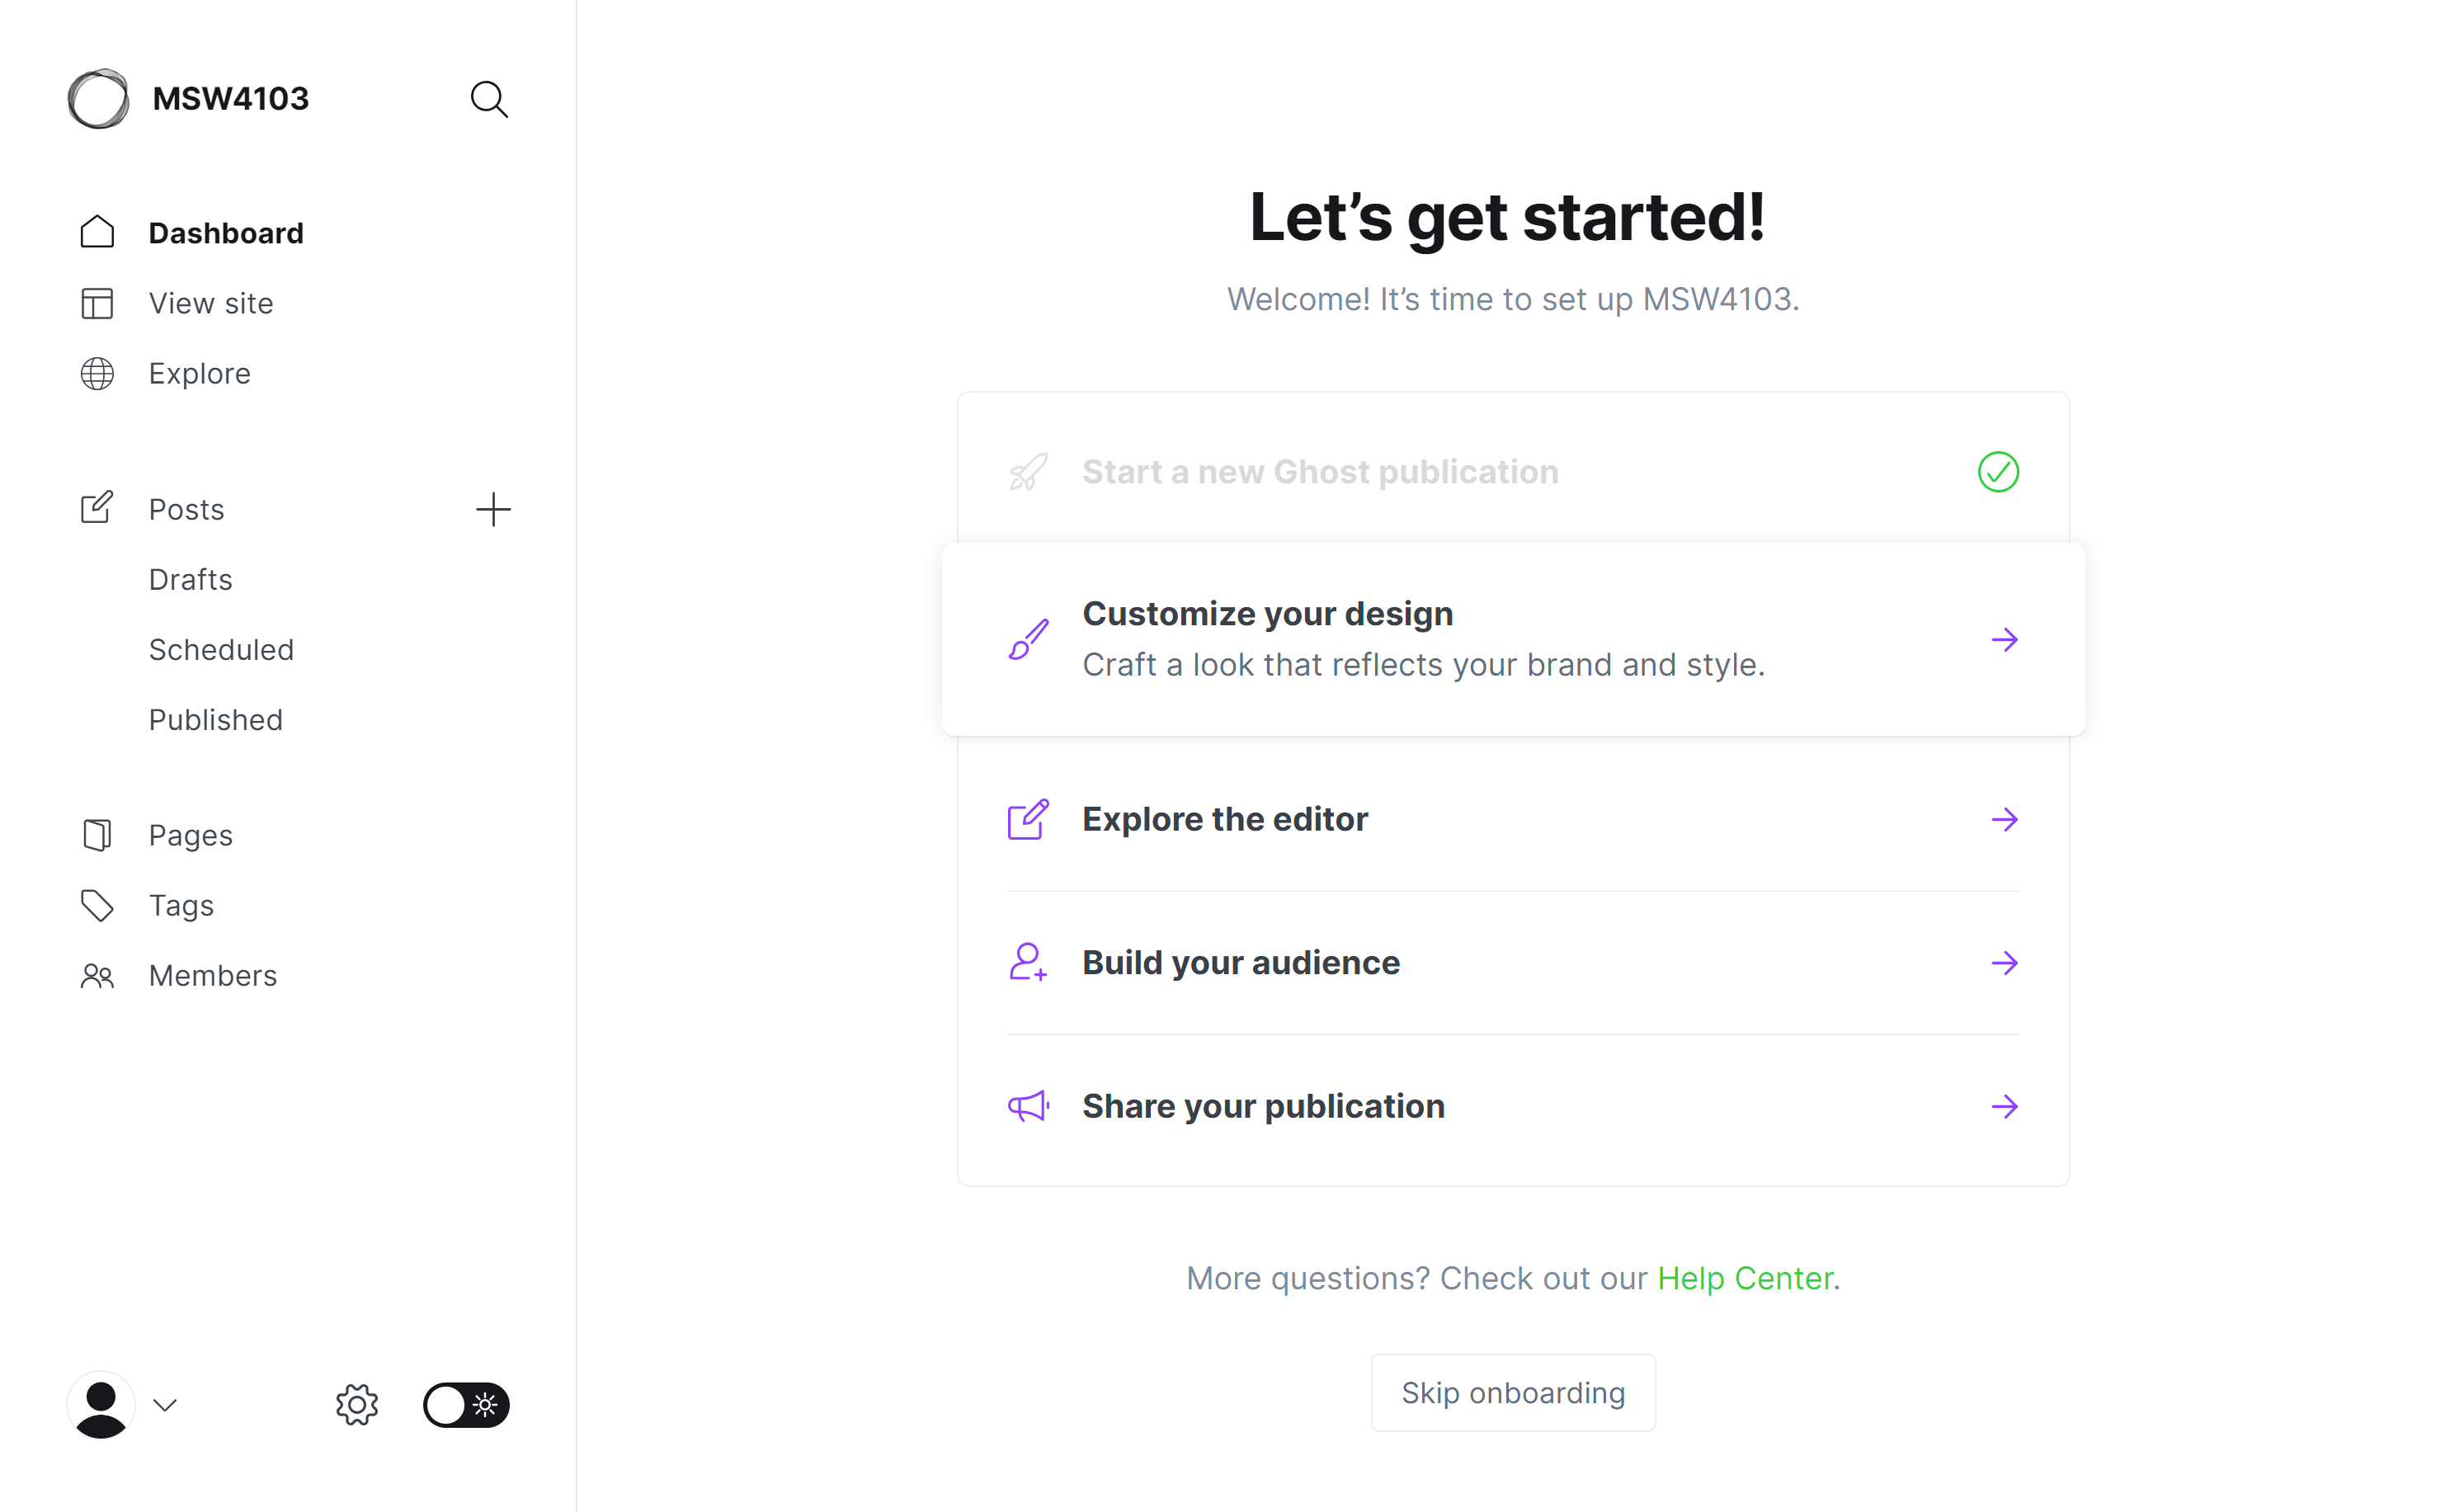 MSW4103
Dashboard
View site
Explore
Posts
Drafts
Scheduled
Published
Pages
Tags
Members
Let’s get started!
Welcome! It’s time to set up MSW4103.
Start a new Ghost publication
Customize your design
Craft a look that reflects your brand and style.
Explore the editor
Build your audience
Share your publication
More questions? Check out our Help Center.
Skip onboarding